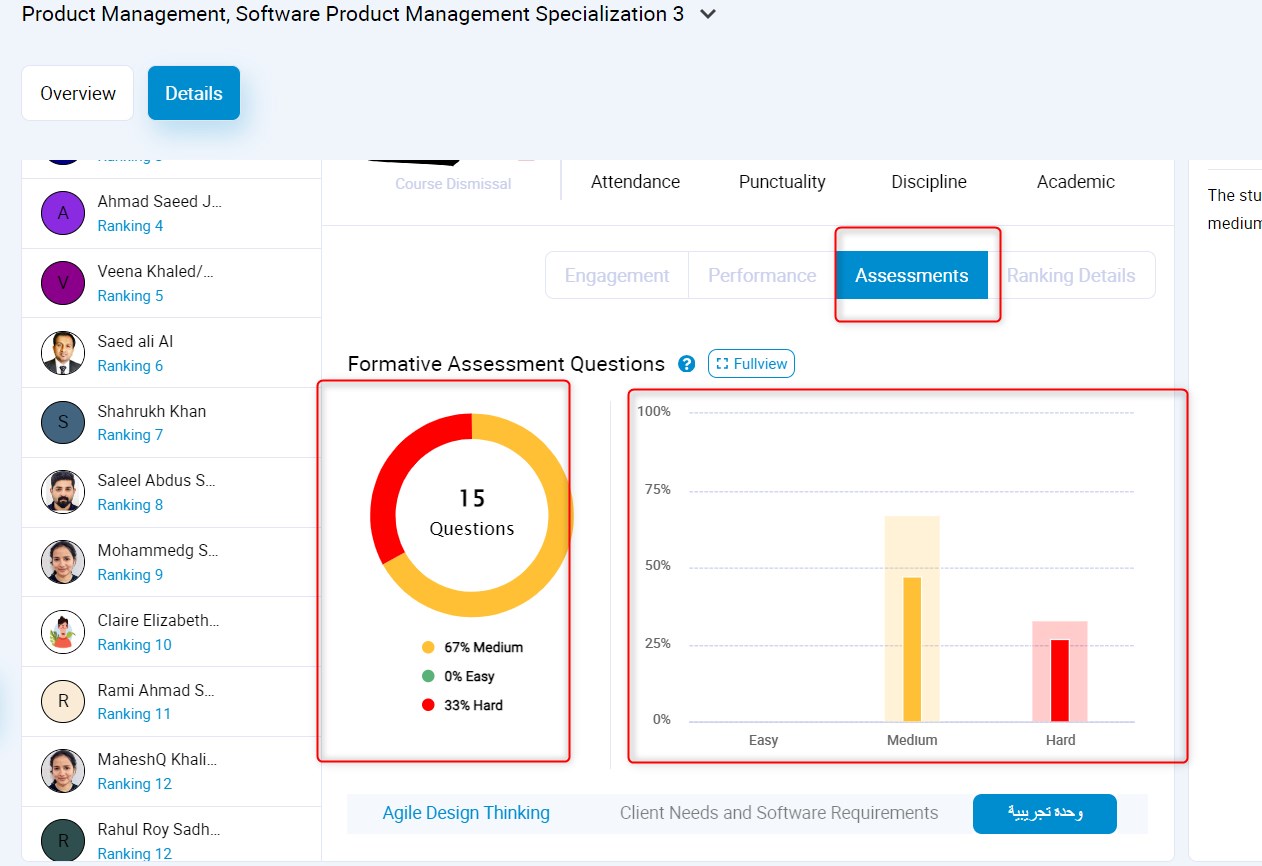 Product Management, Software Product Management Specialization 3
Overview
Details
Course Dismissal
Attendance
Punctuality
Discipline
Academic
The stu
medium
A
Ahmad Saeed J...
Ranking 4
V
Veena Khaled/...
Ranking 5
Saed ali Al
Ranking 6
S
Shahrukh Khan
Ranking 7
Saleel Abdus S...
Ranking 8
Mohammedg S...
Ranking 9
Claire Elizabeth...
Ranking 10
R
Rami Ahmad S...
Ranking 11
MaheshQ Khali...
Ranking 12
R
Rahul Roy Sadh...
Ranking 12
Engagement
Performance
Assessments
Ranking Details
Formative Assessment Questions
?
Fullview
15
Questions
67% Medium
0% Easy
33% Hard
100%
75%
50%
25%
0%
Easy
Medium
Hard
Agile Design Thinking
Client Needs and Software Requirements
وحدة تجريبية